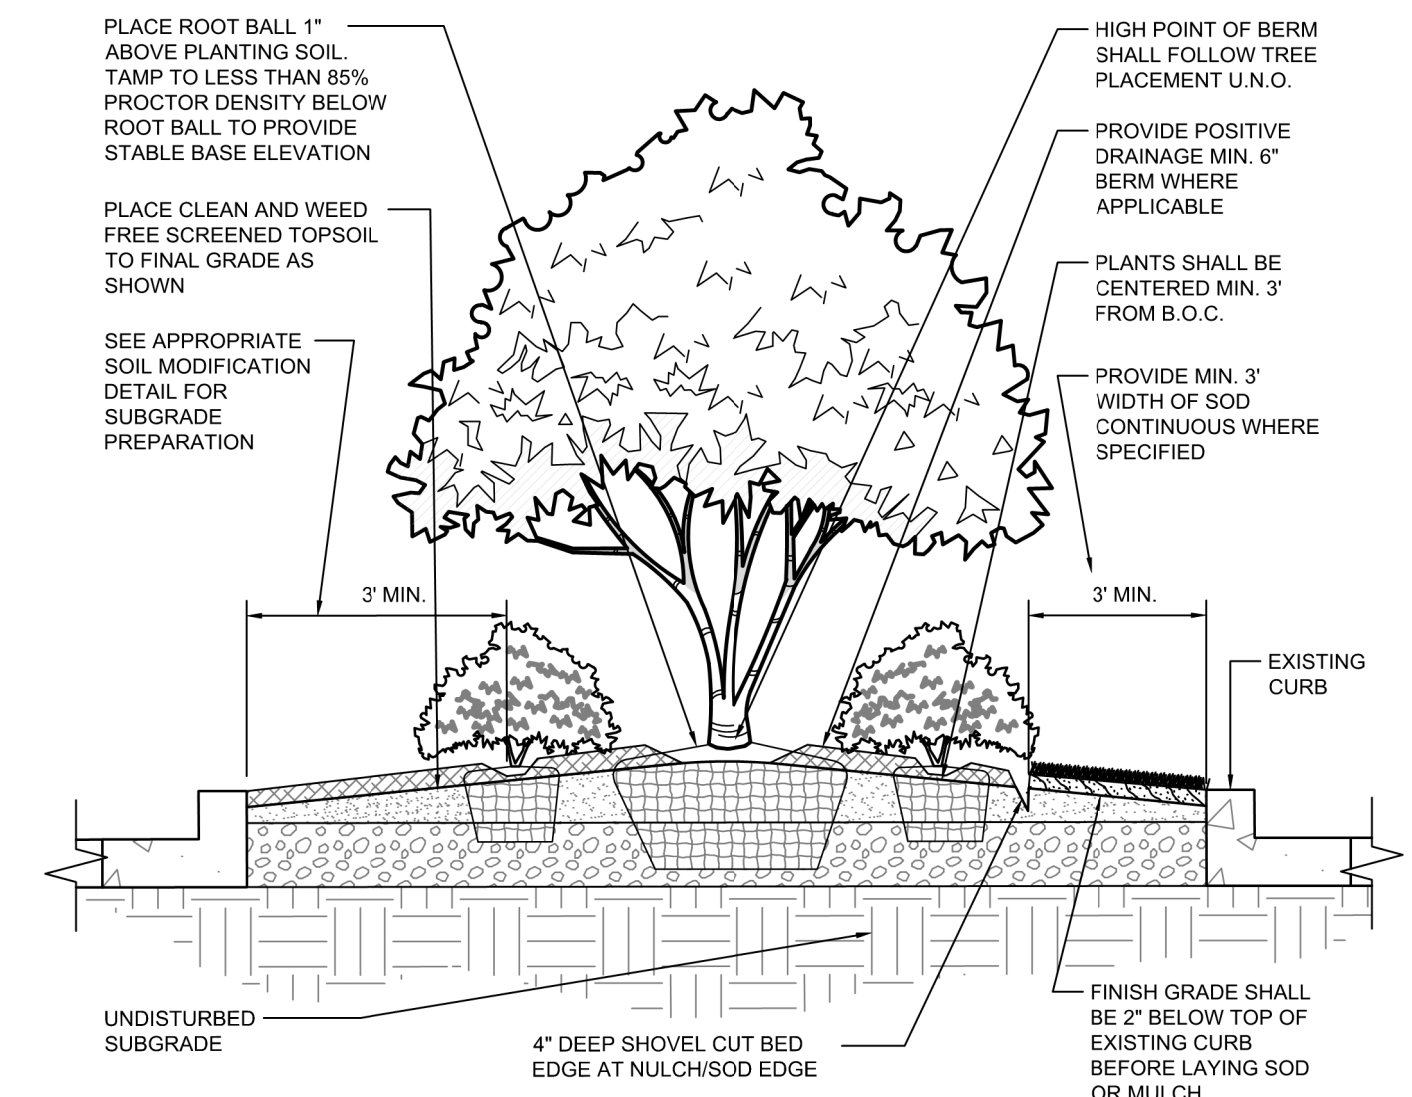 PLACE ROOT BALL 1"
ABOVE PLANTING SOIL.
TAMP TO LESS THAN 85%
PROCTOR DENSITY BELOW
ROOT BALL TO PROVIDE
STABLE BASE ELEVATION
PLACE CLEAN AND WEED
FREE SCREENED TOPSOIL
TO FINAL GRADE AS
SHOWN
SEE APPROPRIATE
SOIL MODIFICATION
DETAIL FOR
SUBGRADE
PREPARATION
HIGH POINT OF BERM
SHALL FOLLOW TREE
PLACEMENT U.N.O.
PROVIDE POSITIVE
DRAINAGE MIN. 6"
BERM WHERE
APPLICABLE
PLANTS SHALL BE
CENTERED MIN. 3'
FROM B.O.C.
PROVIDE MIN. 3'
WIDTH OF SOD
CONTINUOUS WHERE
SPECIFIED
3' MIN.
3' MIN.
EXISTING
CURB
UNDISTURBED
SUBGRADE
4" DEEP SHOVEL CUT BED
EDGE AT NULCH/SOD EDGE
FINISH GRADE SHALL
BE 2" BELOW TOP OF
EXISTING CURB
BEFORE LAYING SOD
OR MULCH